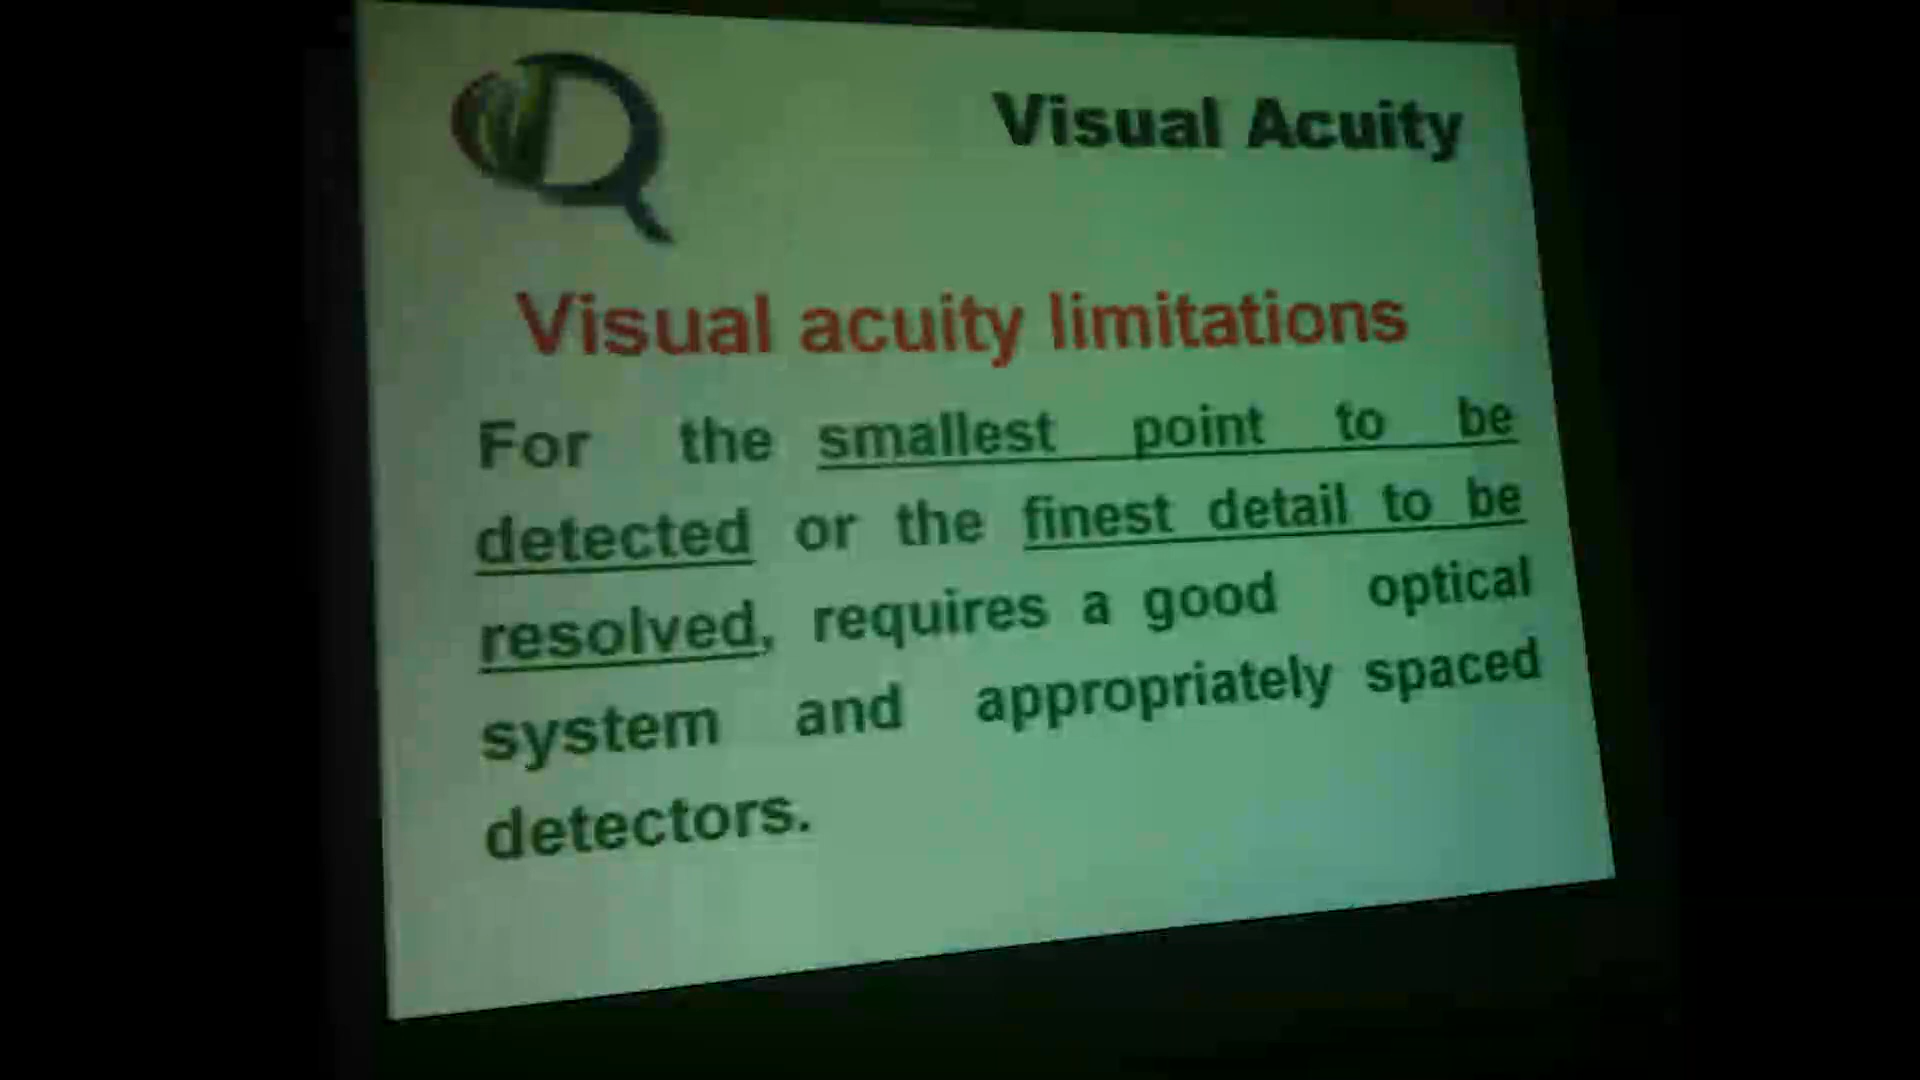 Visual Acuity
Visual acuity limitations
For the smallest point to be
detected or the finest detail to be
resolved, requires a good optical
system and appropriately spaced
detectors.